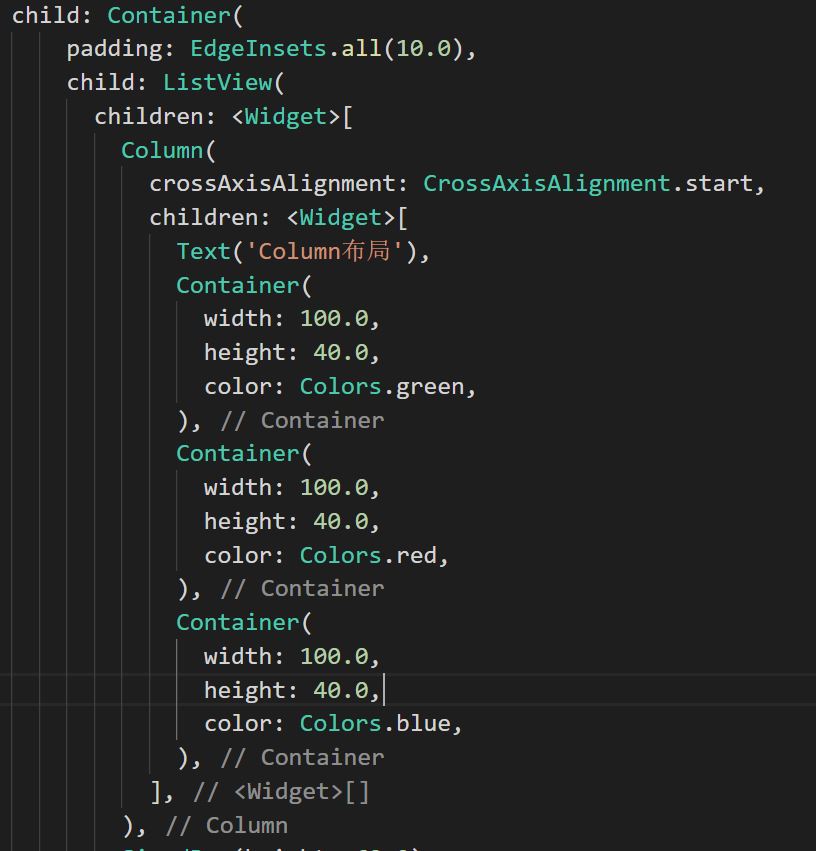 child: Container(
padding: EdgeInsets.all(10.0),
child: ListView(
children: <Widget>[
Column(
crossAxisAlignment: CrossAxisAlignment.start,
children: <Widget>[
Text('Column布局'),
Container(
width: 100.0,
height: 40.0,
color: Colors.green,
), // Container
Container(
width: 100.0,
height: 40.0,
color: Colors.red,
), // Container
Container(
width: 100.0,
height: 40.0,
color: Colors.blue,
), // Container
], // <Widget>[]
), // Column